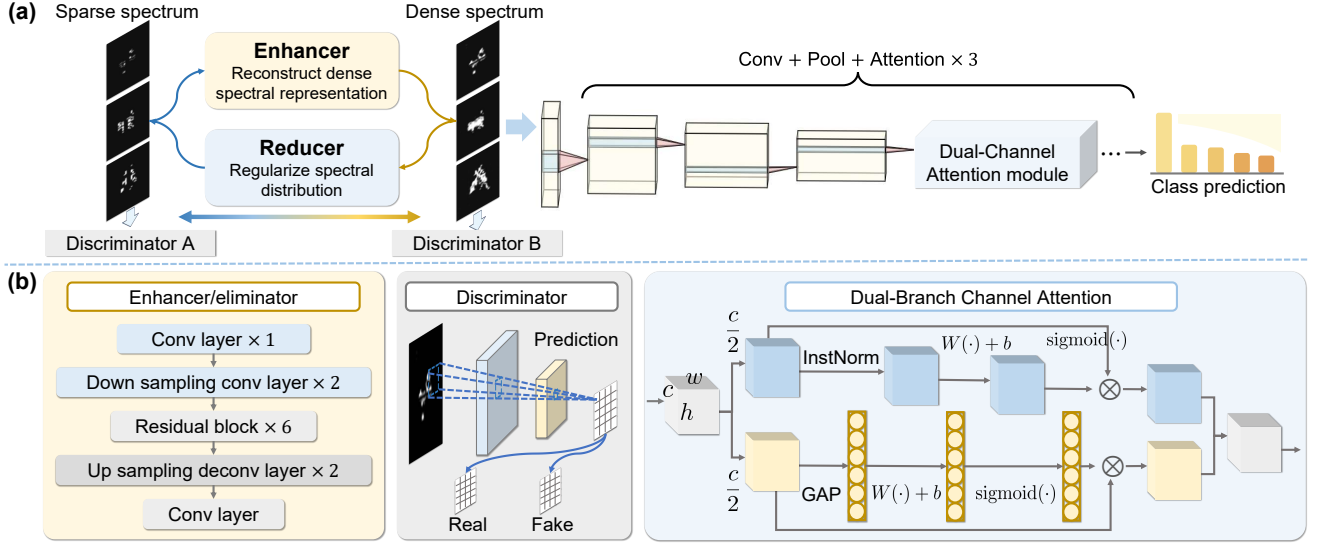 (a)
Sparse spectrum
Dense spectrum
Enhancer
Reconstruct dense
spectral representation
Reducer
Regularize spectral
distribution
Discriminator A
Discriminator B
Conv + Pool + Attention × 3
Dual-Channel
Attention module
...
Class prediction
(b)
Enhancer/eliminator
Conv layer × 1
Down sampling conv layer × 2
Residual block × 6
Up sampling deconv layer × 2
Conv layer
Discriminator
Prediction
Real
Fake
Dual-Branch Channel Attention
c
w
h
c/2
InstNorm
W(·) + b
sigmoid(·)
c/2
GAP
W(·) + b
sigmoid(·)